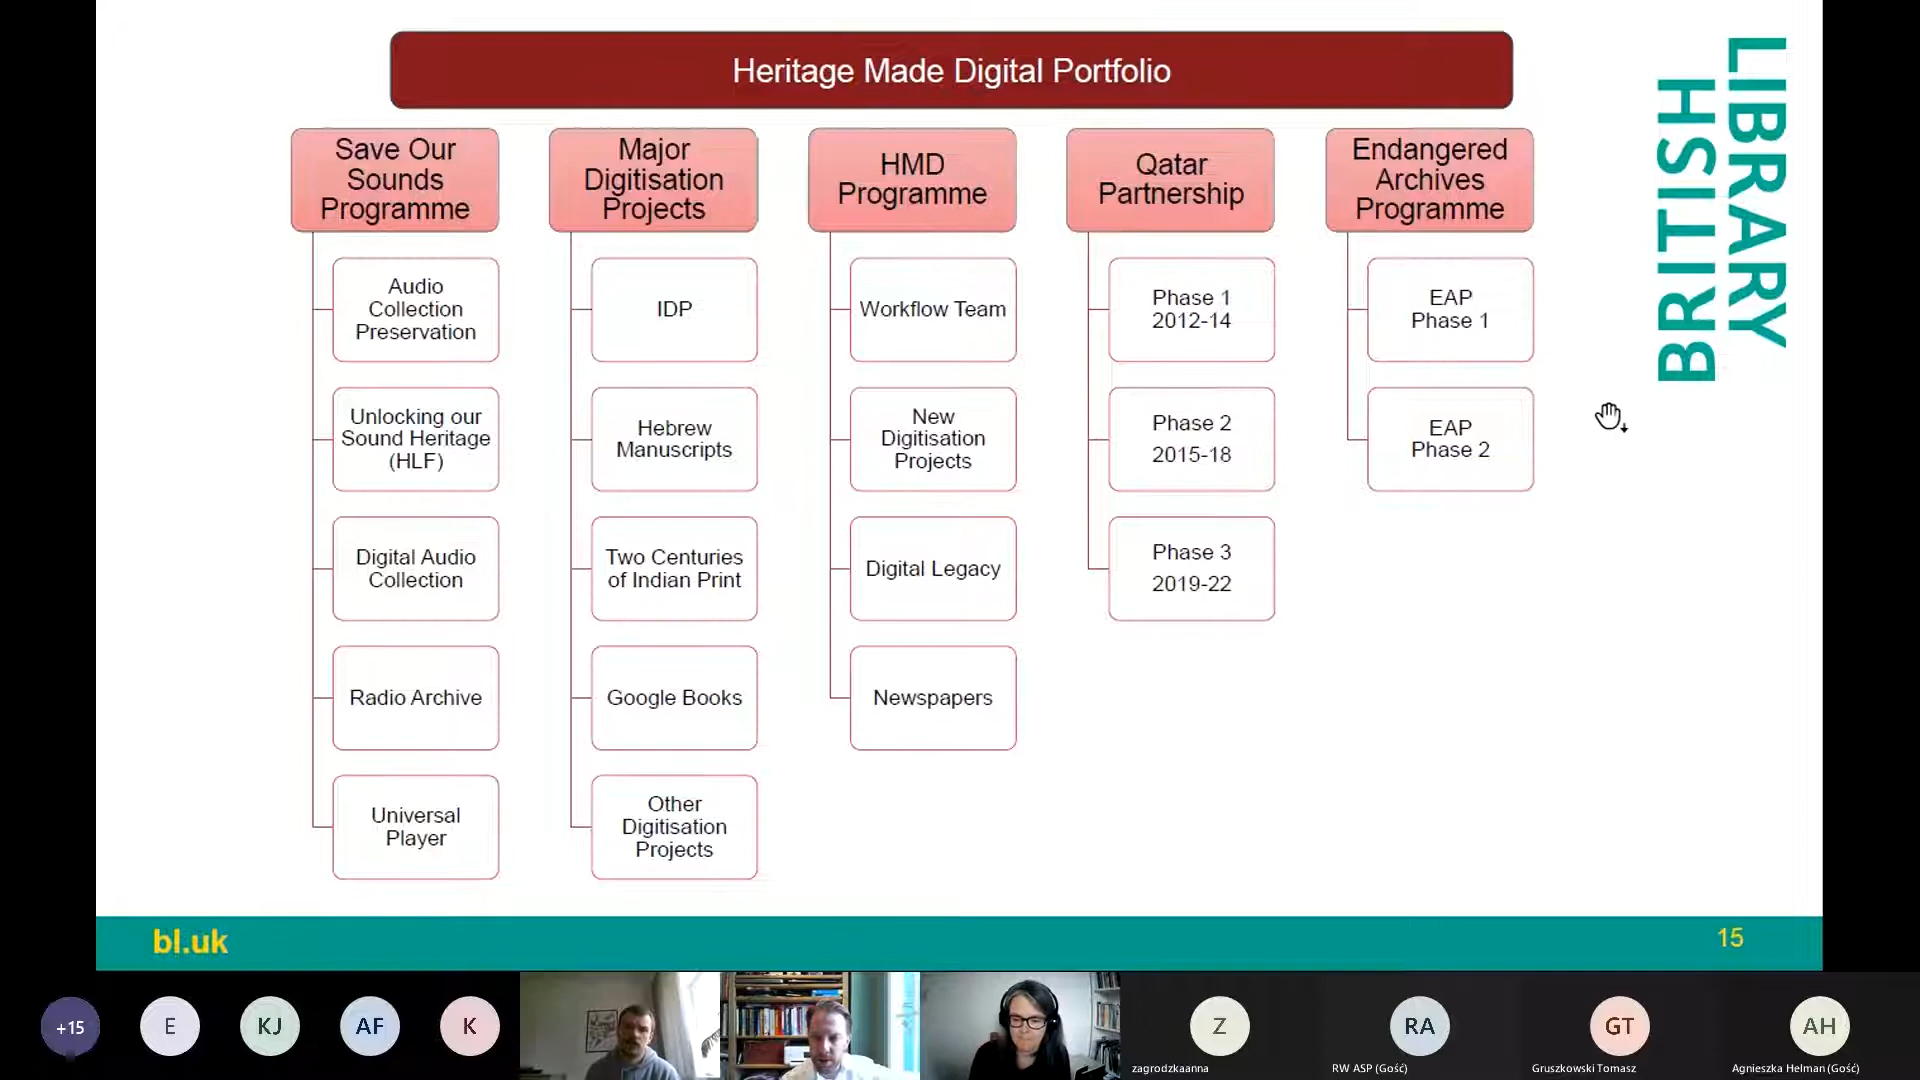 Heritage Made Digital Portfolio
BRITISH
LIBRARY
Save Our
Sounds
Programme
Audio
Collection
Preservation
Unlocking our
Sound Heritage
(HLF)
Digital Audio
Collection
Radio Archive
Universal
Player
Major
Digitisation
Projects
IDP
Hebrew
Manuscripts
Two Centuries
of Indian Print
Google Books
Other
Digitisation
Projects
HMD
Programme
Workflow Team
New
Digitisation
Projects
Digital Legacy
Newspapers
Qatar
Partnership
Phase 1
2012-14
Phase 2
2015-18
Phase 3
2019-22
Endangered
Archives
Programme
EAP
Phase 1
EAP
Phase 2
bl.uk
15
+15
E
KJ
AF
K
Z
zagrodzkaanna
RA
RW ASP (Gość)
GT
Gruszkowski Tomasz
AH
Agnieszka Helman (Gość)